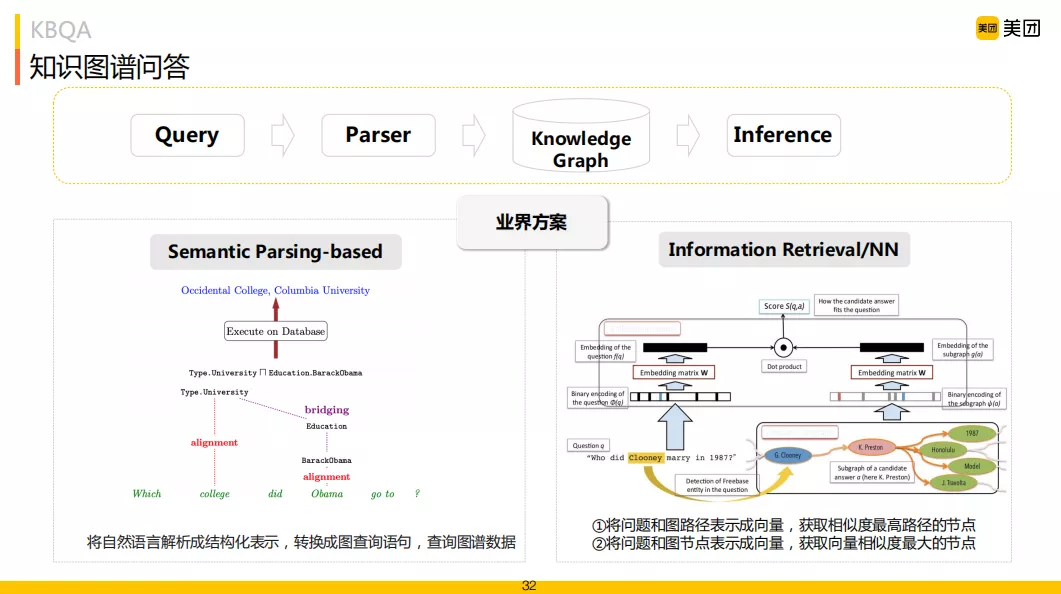 KBQA
美团 美团
知识图谱问答
Query
Parser
Knowledge
Graph
Inference
业界方案
Semantic Parsing-based
Occidental College, Columbia University
Execute on Database
Type.University ⊓ Education.BarackObama
Type.University
bridging
Education
alignment
BarackObama
alignment
Which college did Obama go to ?
将自然语言解析成结构化表示，转换成图查询语句，查询图谱数据
Information Retrieval/NN
Score S(q,a)
How the candidate answer
fits the question
Embedding of the
question f(q)
Dot product
Embedding of the
subgraph g(a)
Embedding matrix W
Embedding matrix W
Binary encoding of
the question Φ(q)
Binary encoding of
the subgraph ψ(a)
Question q
“Who did Clooney marry in 1987?”
Detection of Freebase
entity in the question
G. Clooney
K. Preston
1987
Honolulu
Model
J. Travolta
Subgraph of a candidate
answer a (here K. Preston)
①将问题和图路径表示成向量，获取相似度最高路径的节点
②将问题和图节点表示成向量，获取向量相似度最大的节点
32